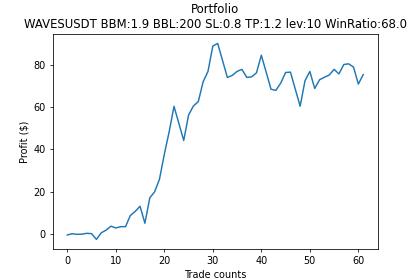 Portfolio
WAVESUSDT BBM:1.9 BBL:200 SL:0.8 TP:1.2 lev:10 WinRatio:68.0
Profit ($)
80
60
40
20
0
0 10 20 30 40 50 60
Trade counts